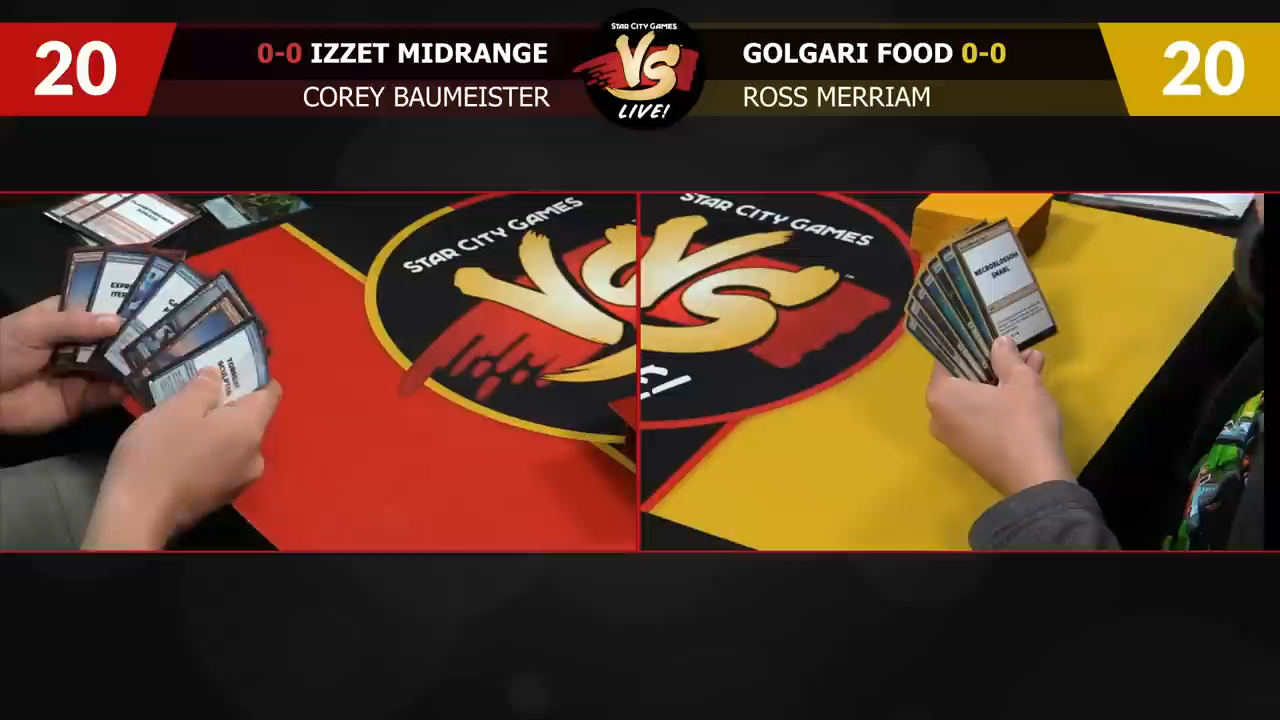 20
0-0 IZZET MIDRANGE
COREY BAUMEISTER
STAR CITY GAMES
VS
LIVE!
GOLGARI FOOD 0-0
ROSS MERRIAM
20
STAR CITY GAMES
VS
STAR CITY GAMES
VS
E!
NECROBLOSSOM
SNARL